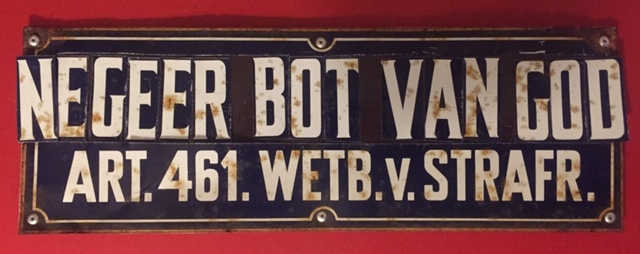 NEGEER BOT VAN GOD
ART. 461. WETB. v. STRAFR.